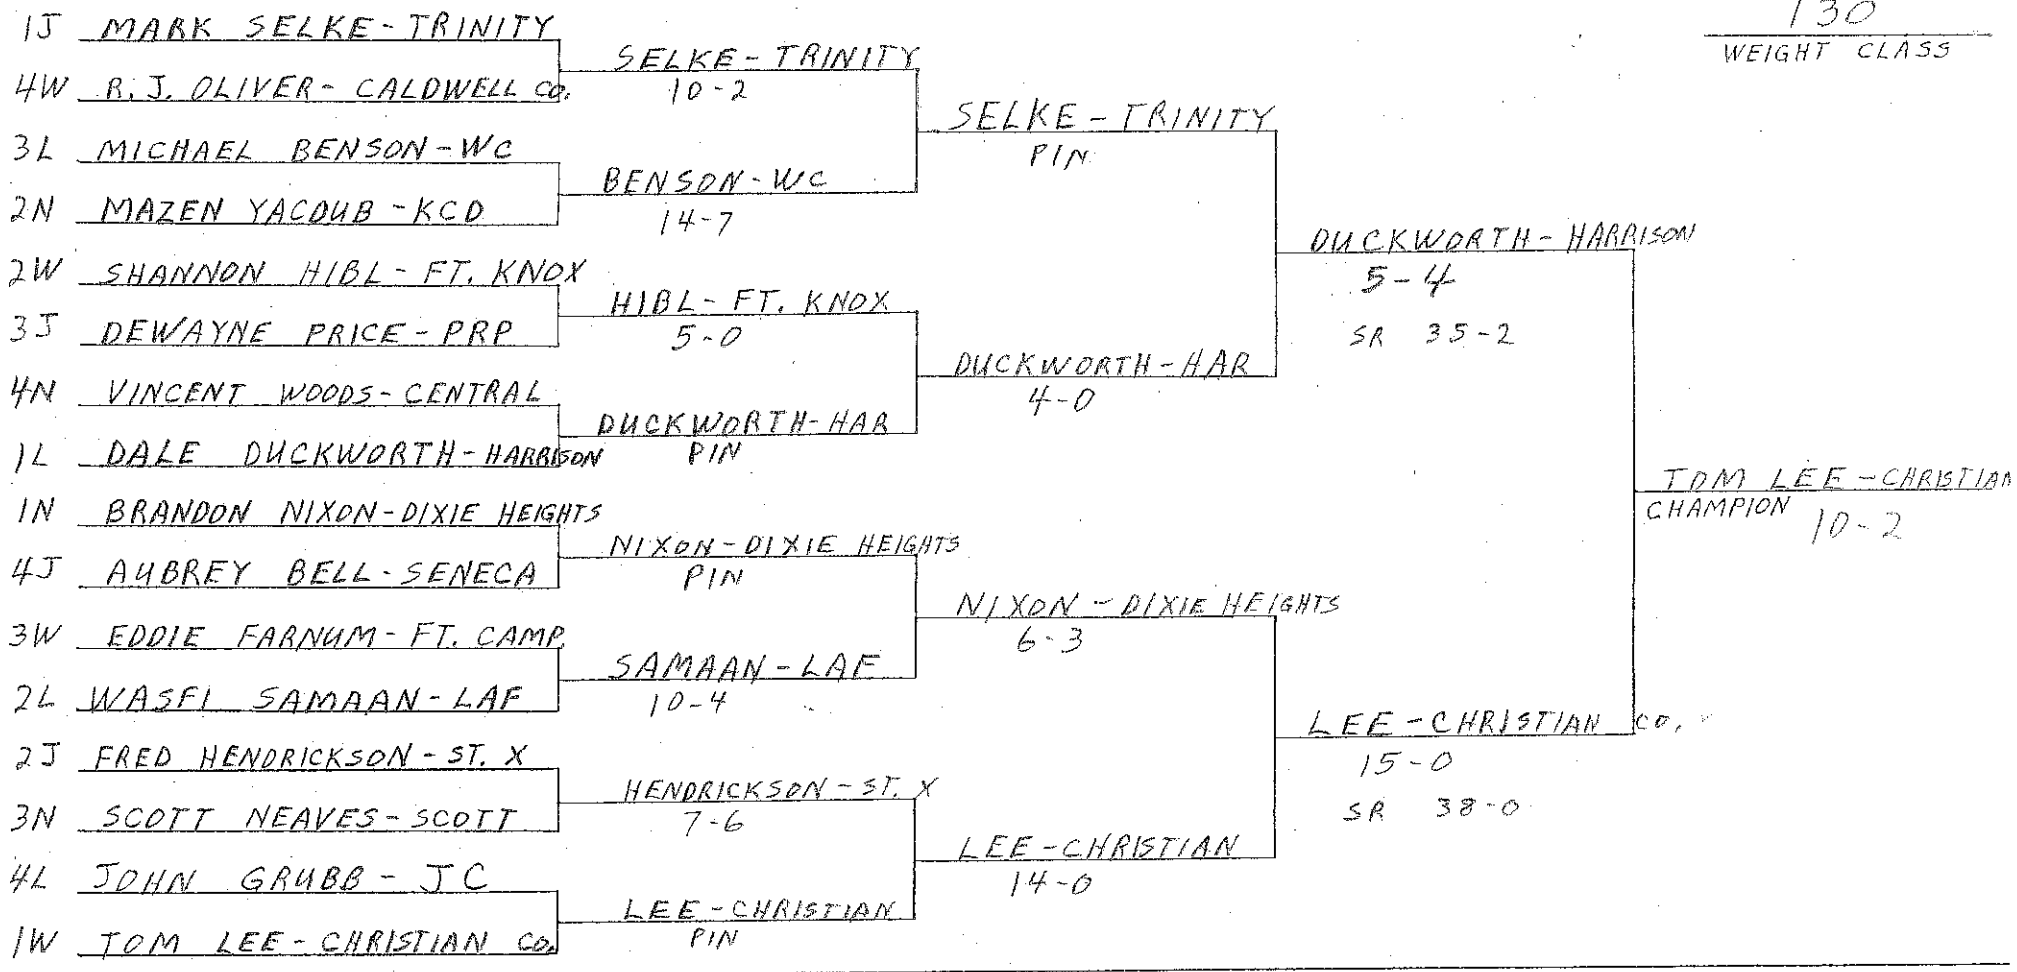 130
WEIGHT CLASS
1J MARK SELKE - TRINITY
4W R. J. OLIVER - CALDWELL CO.
3L MICHAEL BENSON - WC
2N MAZEN YACOUB - KCD
2W SHANNON HIBL - FT. KNOX
3J DEWAYNE PRICE - PRP
4N VINCENT WOODS - CENTRAL
1L DALE DUCKWORTH - HARRISON
1N BRANDON NIXON - DIXIE HEIGHTS
4J AUBREY BELL - SENECA
3W EDDIE FARNUM - FT. CAMP.
2L WASFI SAMAAN - LAF
2J FRED HENDRICKSON - ST. X
3N SCOTT NEAVES - SCOTT
4L JOHN GRUBB - JC
1W TOM LEE - CHRISTIAN CO.
SELKE - TRINITY
10-2
BENSON - WC
14-7
HIBL - FT. KNOX
5-0
DUCKWORTH - HAR
PIN
NIXON - DIXIE HEIGHTS
PIN
SAMAAN - LAF
10-4
HENDRICKSON - ST. X
7-6
LEE - CHRISTIAN
PIN
SELKE - TRINITY
PIN
DUCKWORTH - HAR
4-0
NIXON - DIXIE HEIGHTS
6-3
LEE - CHRISTIAN
14-0
DUCKWORTH - HARRISON
5-4
SR 35-2
LEE - CHRISTIAN CO.
15-0
SR 38-0
TOM LEE - CHRISTIAN
CHAMPION
10-2